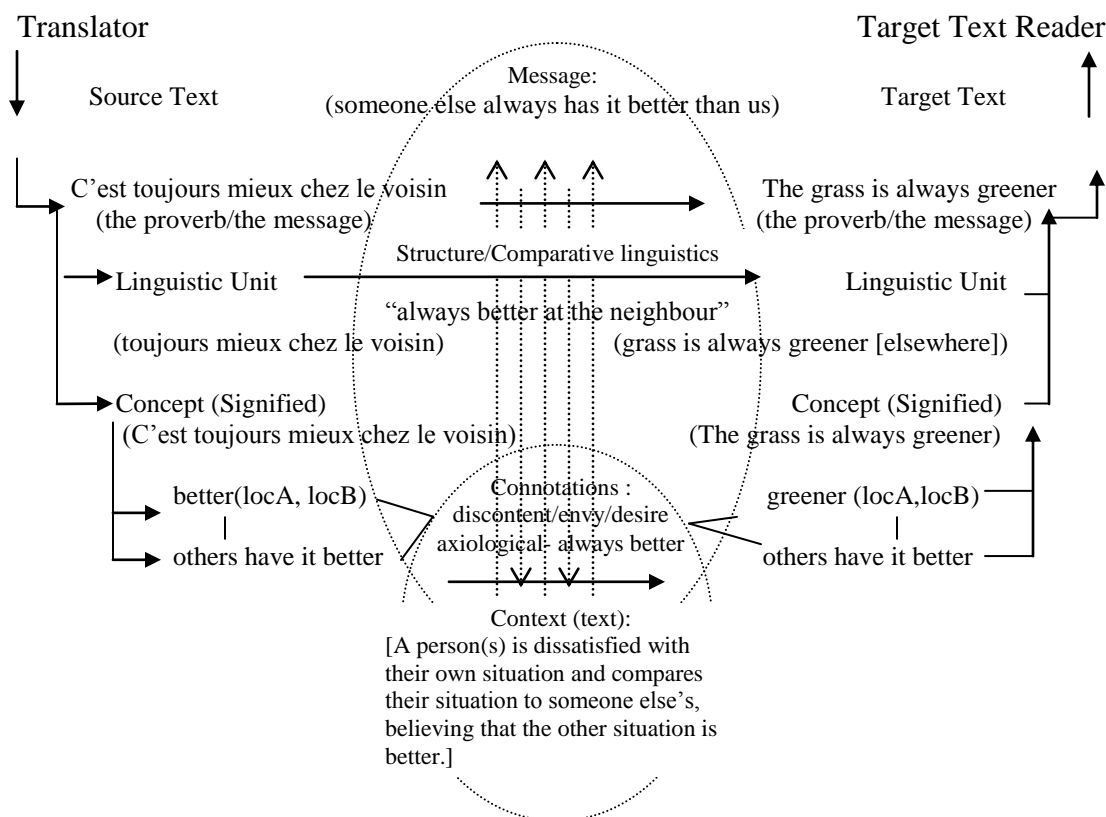 Translator
Target Text Reader
Message:
(someone else always has it better than us)
Source Text
Target Text
C’est toujours mieux chez le voisin
(the proverb/the message)
The grass is always greener
(the proverb/the message)
Structure/Comparative linguistics
Linguistic Unit
Linguistic Unit
“always better at the neighbour”
(toujours mieux chez le voisin)
(grass is always greener [elsewhere])
Concept (Signified)
(C’est toujours mieux chez le voisin)
Concept (Signified)
(The grass is always greener)
better(locA, locB)
others have it better
Connotations :
discontent/envy/desire
axiological- always better
greener (locA,locB)
others have it better
Context (text):
[A person(s) is dissatisfied with
their own situation and compares
their situation to someone else’s,
believing that the other situation is
better.]